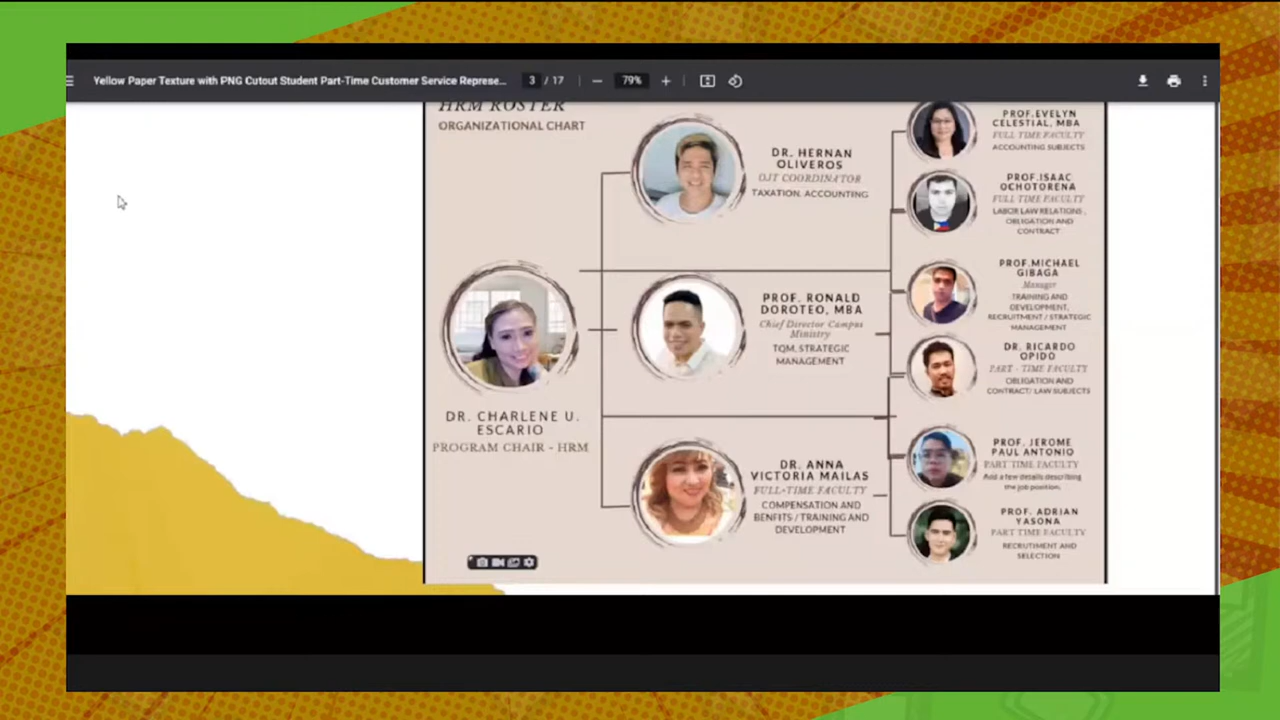 Yellow Paper Texture with PNG Cutout Student Part-Time Customer Service Represe...
3 / 17
79%
HRM ROSTER
ORGANIZATIONAL CHART
DR. CHARLENE U.
ESCARIO
PROGRAM CHAIR - HRM
DR. HERNAN
OLIVEROS
OJT COORDINATOR
TAXATION, ACCOUNTING
PROF. RONALD
DOROTEO, MBA
Chief Director Campus
Ministry
TQM, STRATEGIC
MANAGEMENT
DR. ANNA
VICTORIA MAILAS
FULL-TIME FACULTY
COMPENSATION AND
BENFITS / TRAINING AND
DEVELOPMENT
PROF.EVELYN
CELESTIAL, MBA
FULL TIME FACULTY
ACCOUNTING SUBJECTS
PROF.ISAAC
OCHOTORENA
FULL-TIME FACULTY
LABOR LAW RELATIONS ,
OBLIGATION AND
CONTRACT
PROF.MICHAEL
GIBAGA
Manager
TRAINING AND
DEVELOPMENT,
RECRUITMENT / STRATEGIC
MANAGEMENT
DR. RICARDO
OPIDO
PART - TIME FACULTY
OBLIGATION AND
CONTRACT/ LAW SUBJECTS
PROF. JEROME
PAUL ANTONIO
PART TIME FACULTY
Add a few details describing
the job position.
PROF. ADRIAN
YASONA
PART TIME FACULTY
RECRUTIMENT AND
SELECTION